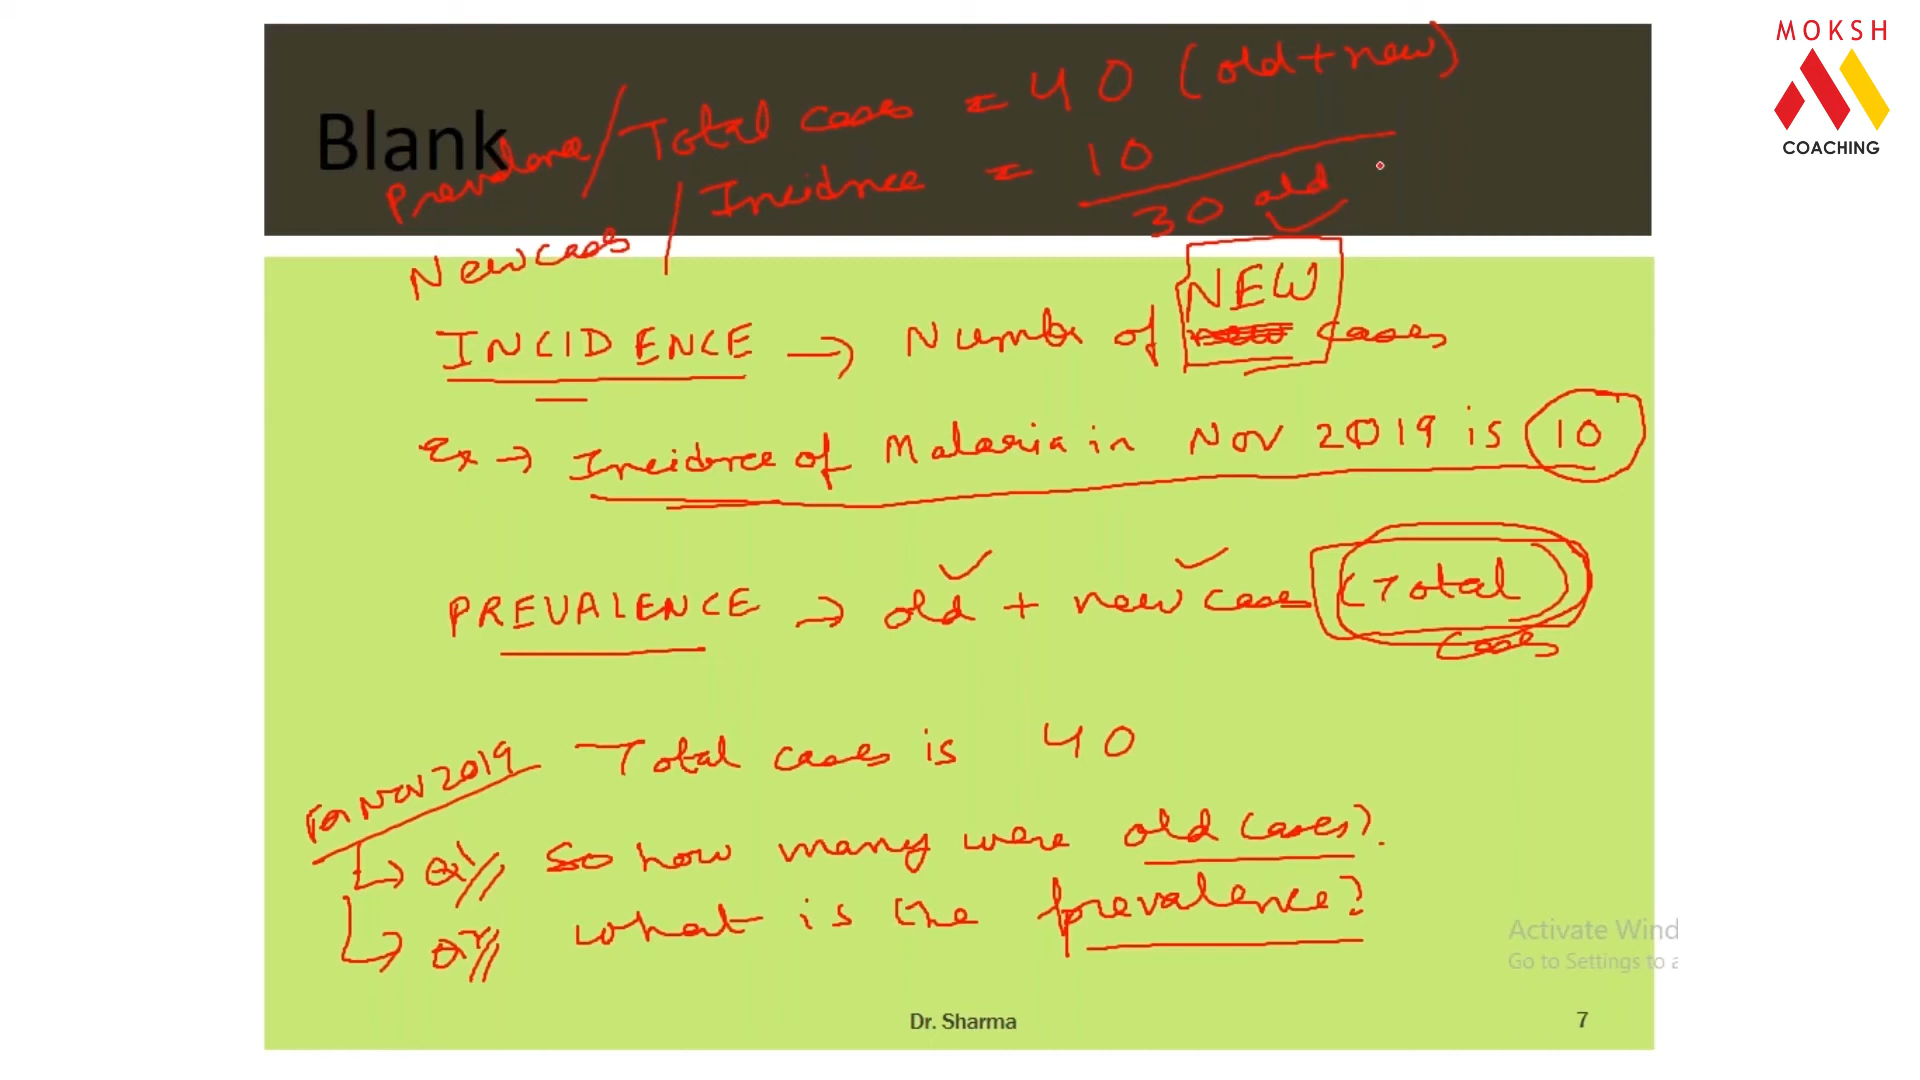 MOKSH
COACHING
Blank
Prevalence / Total cases = 40 (old + new)
New cases / Incidence = 10
30 old
NEW
INCIDENCE → Number of new cases
Ex → Incidence of Malaria in Nov 2019 is 10
PREVALENCE → old + new cases (Total
cases
For Nov 2019
Total cases is 40
Q1// So how many were old cases?
Q2// What is the prevalence?
Activate Wind
Go to Settings to a
Dr. Sharma
7